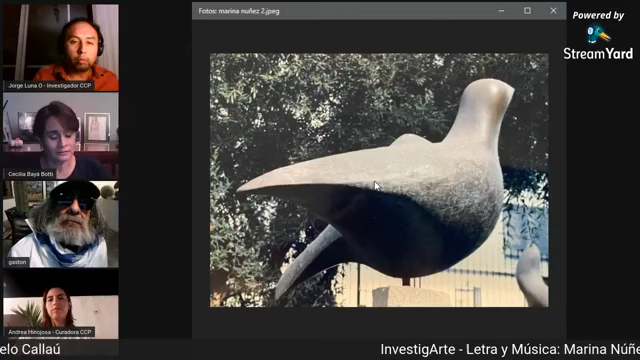 Fotos: marina nuñez 2.jpeg
Powered by
StreamYard
Jorge Luna O - Investigador CCP
Cecilia Bayá Botti
gaston
Andrea Hinojosa - Curadora CCP
elo Callaú
InvestigArte - Letra y Música: Marina Núñe